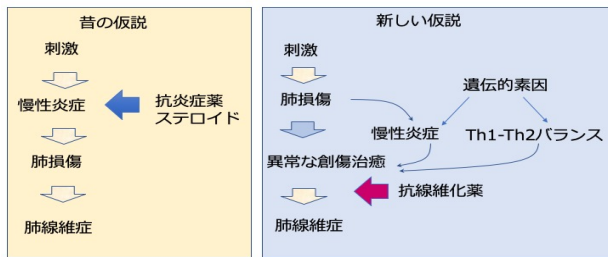 昔の仮説
刺激
慢性炎症
抗炎症薬
ステロイド
肺損傷
肺線維症
新しい仮説
刺激
肺損傷
遺伝的素因
慢性炎症
Th1-Th2バランス
異常な創傷治癒
抗線維化薬
肺線維症